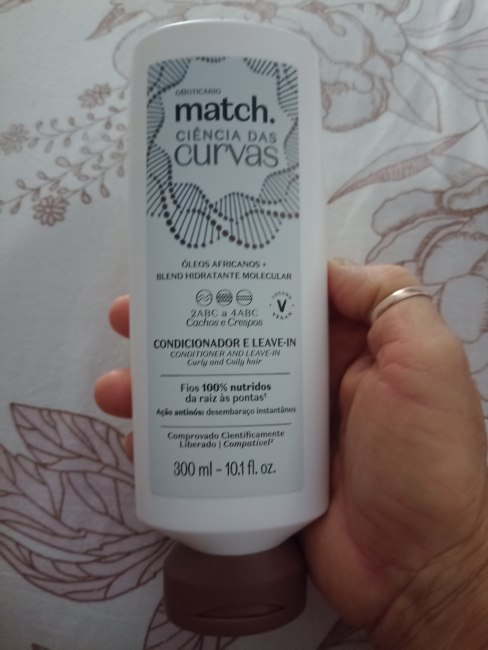 OBOTICÁRIO
match.
CIÊNCIA DAS
curvas
ÓLEOS AFRICANOS +
BLEND HIDRATANTE MOLECULAR
VEGANO
V
VEGAN
2ABC a 4ABC
Cachos e Crespos
CONDICIONADOR E LEAVE-IN
CONDITIONER AND LEAVE-IN
Curly and Coily hair
Fios 100% nutridos
da raiz às pontas¹
Ação antinós: desembaraço instantâneo
Comprovado Cientificamente
Liberado | Compatível²
300 ml - 10.1 fl. oz.